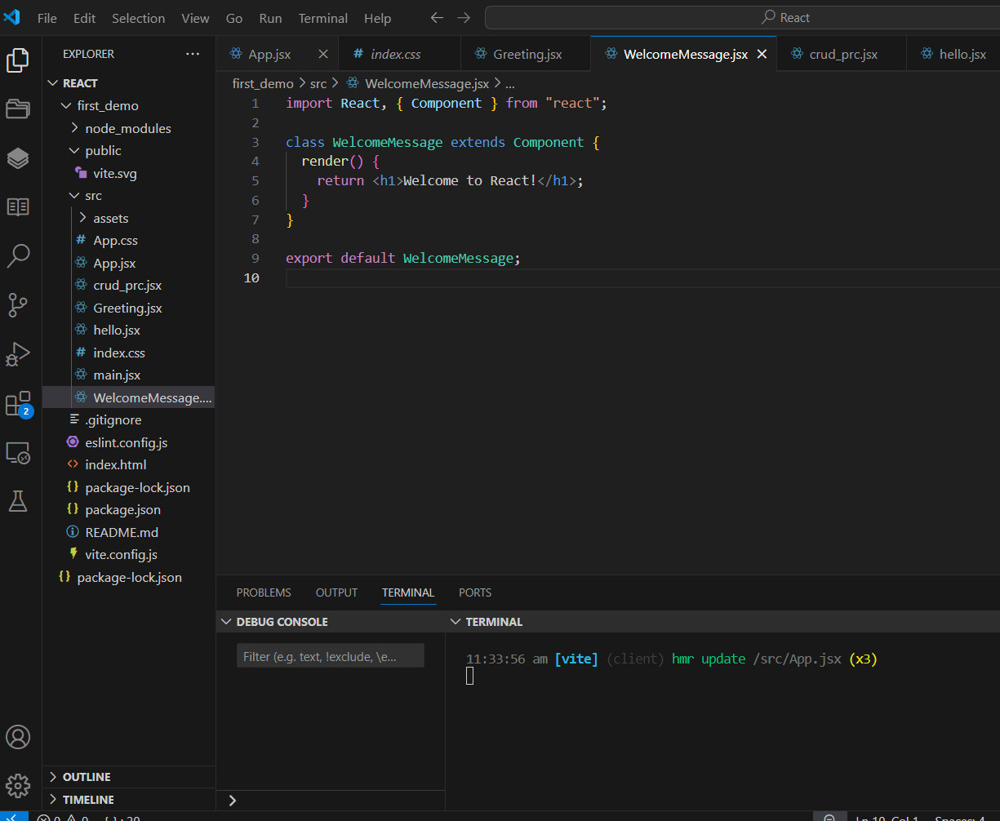 File Edit Selection View Go Run Terminal Help React
EXPLORER
REACT
first_demo
node_modules
public
vite.svg
src
assets
App.css
App.jsx
crud_prc.jsx
Greeting.jsx
hello.jsx
index.css
main.jsx
WelcomeMessage....
.gitignore
eslint.config.js
index.html
package-lock.json
package.json
README.md
vite.config.js
package-lock.json
OUTLINE
TIMELINE
2
App.jsx index.css Greeting.jsx WelcomeMessage.jsx crud_prc.jsx hello.jsx
first_demo > src > WelcomeMessage.jsx > ...
1 import React, { Component } from "react";
2
3 class WelcomeMessage extends Component {
4 render() {
5 return <h1>Welcome to React!</h1>;
6 }
7 }
8
9 export default WelcomeMessage;
10
PROBLEMS OUTPUT TERMINAL PORTS
DEBUG CONSOLE
Filter (e.g. text, !exclude, \e...
TERMINAL
11:33:56 am [vite] (client) hmr update /src/App.jsx (x3)
0 0 {} : 20 Ln 10, Col 1 Spaces: 4